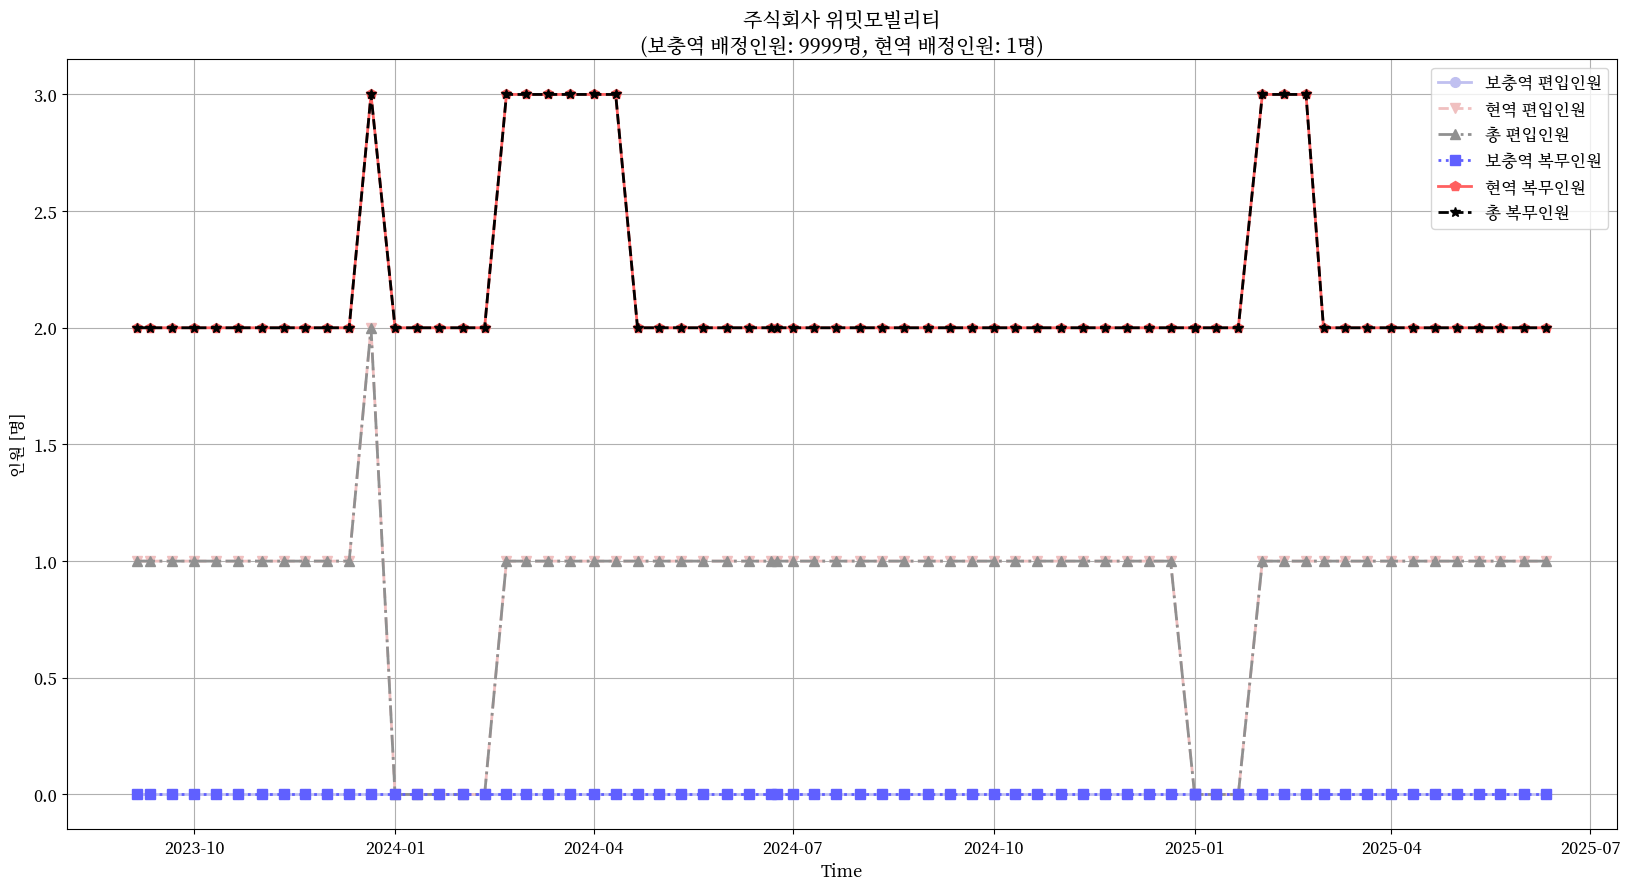 주식회사 위밋모빌리티
(보충역 배정인원: 9999명, 현역 배정인원: 1명)
보충역 편입인원
현역 편입인원
총 편입인원
보충역 복무인원
현역 복무인원
총 복무인원
인원 [명]
3.0
2.5
2.0
1.5
1.0
0.5
0.0
2023-10
2024-01
2024-04
2024-07
2024-10
2025-01
2025-04
2025-07
Time